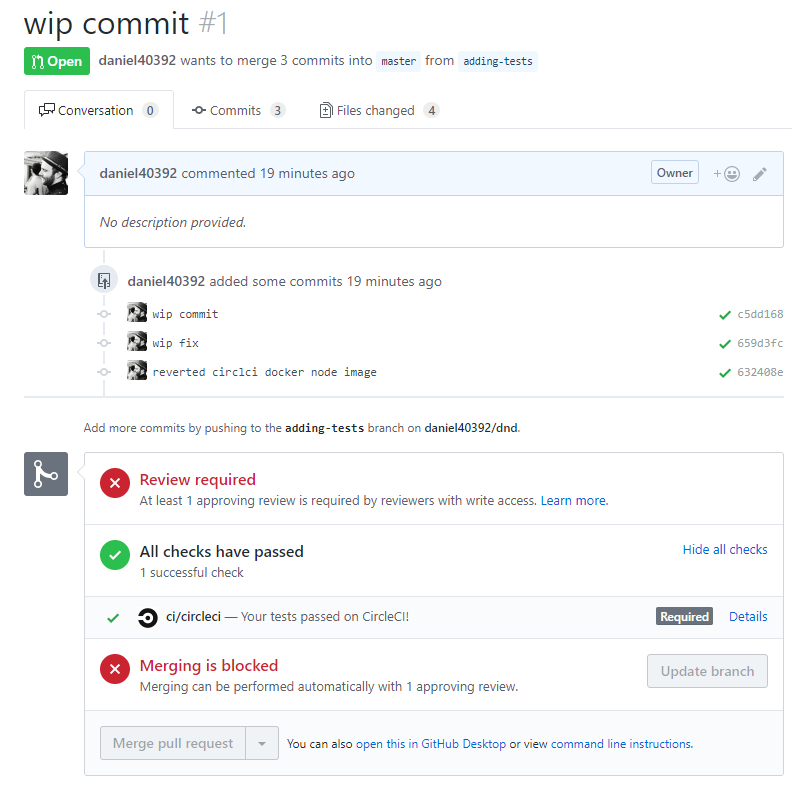 wip commit #1
Open daniel40392 wants to merge 3 commits into master from adding-tests
Conversation 0 Commits 3 Files changed 4
daniel40392 commented 19 minutes ago Owner +
No description provided.
daniel40392 added some commits 19 minutes ago
wip commit c5dd168
wip fix 659d3fc
reverted circlci docker node image 632408e
Add more commits by pushing to the adding-tests branch on daniel40392/dnd.
Review required
At least 1 approving review is required by reviewers with write access. Learn more.
All checks have passed Hide all checks
1 successful check
ci/circleci — Your tests passed on CircleCI! Required Details
Merging is blocked
Merging can be performed automatically with 1 approving review. Update branch
Merge pull request You can also open this in GitHub Desktop or view command line instructions.